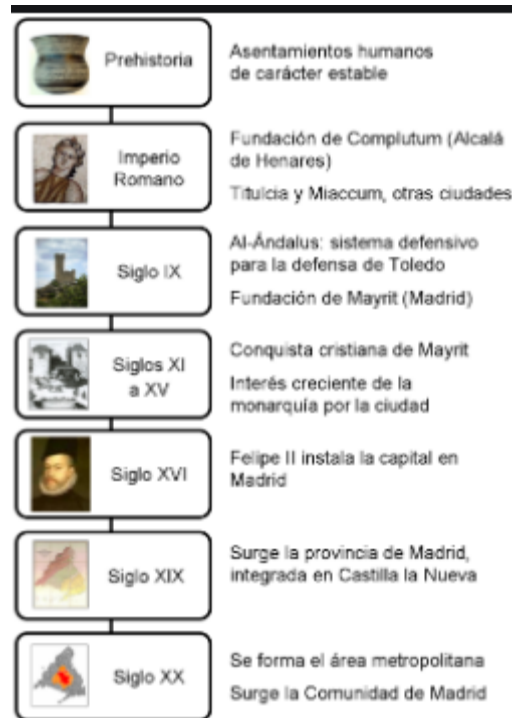 Prehistoria
Asentamientos humanos
de carácter estable
Imperio
Romano
Fundación de Complutum (Alcalá
de Henares)
Titulcia y Miaccum, otras ciudades
Siglo IX
Al-Ándalus: sistema defensivo
para la defensa de Toledo
Fundación de Mayrit (Madrid)
Siglos XI
a XV
Conquista cristiana de Mayrit
Interés creciente de la
monarquía por la ciudad
Siglo XVI
Felipe II instala la capital en
Madrid
Siglo XIX
Surge la provincia de Madrid,
integrada en Castilla la Nueva
Siglo XX
Se forma el área metropolitana
Surge la Comunidad de Madrid